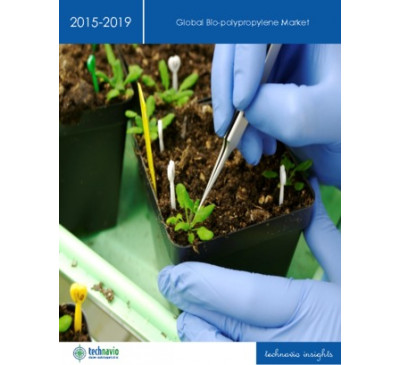 2015-2019
Global Bio-polypropylene Market
technavio
technavio insights